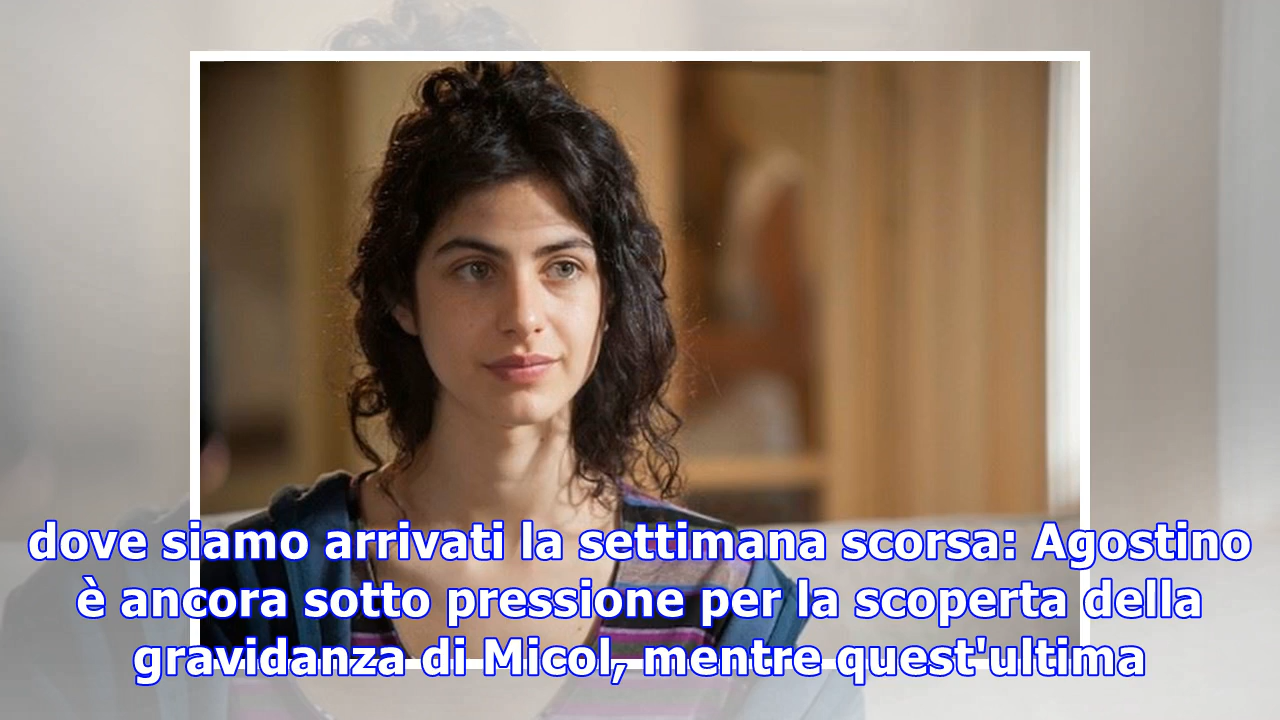 dove siamo arrivati la settimana scorsa: Agostino
è ancora sotto pressione per la scoperta della
gravidanza di Micol, mentre quest'ultima